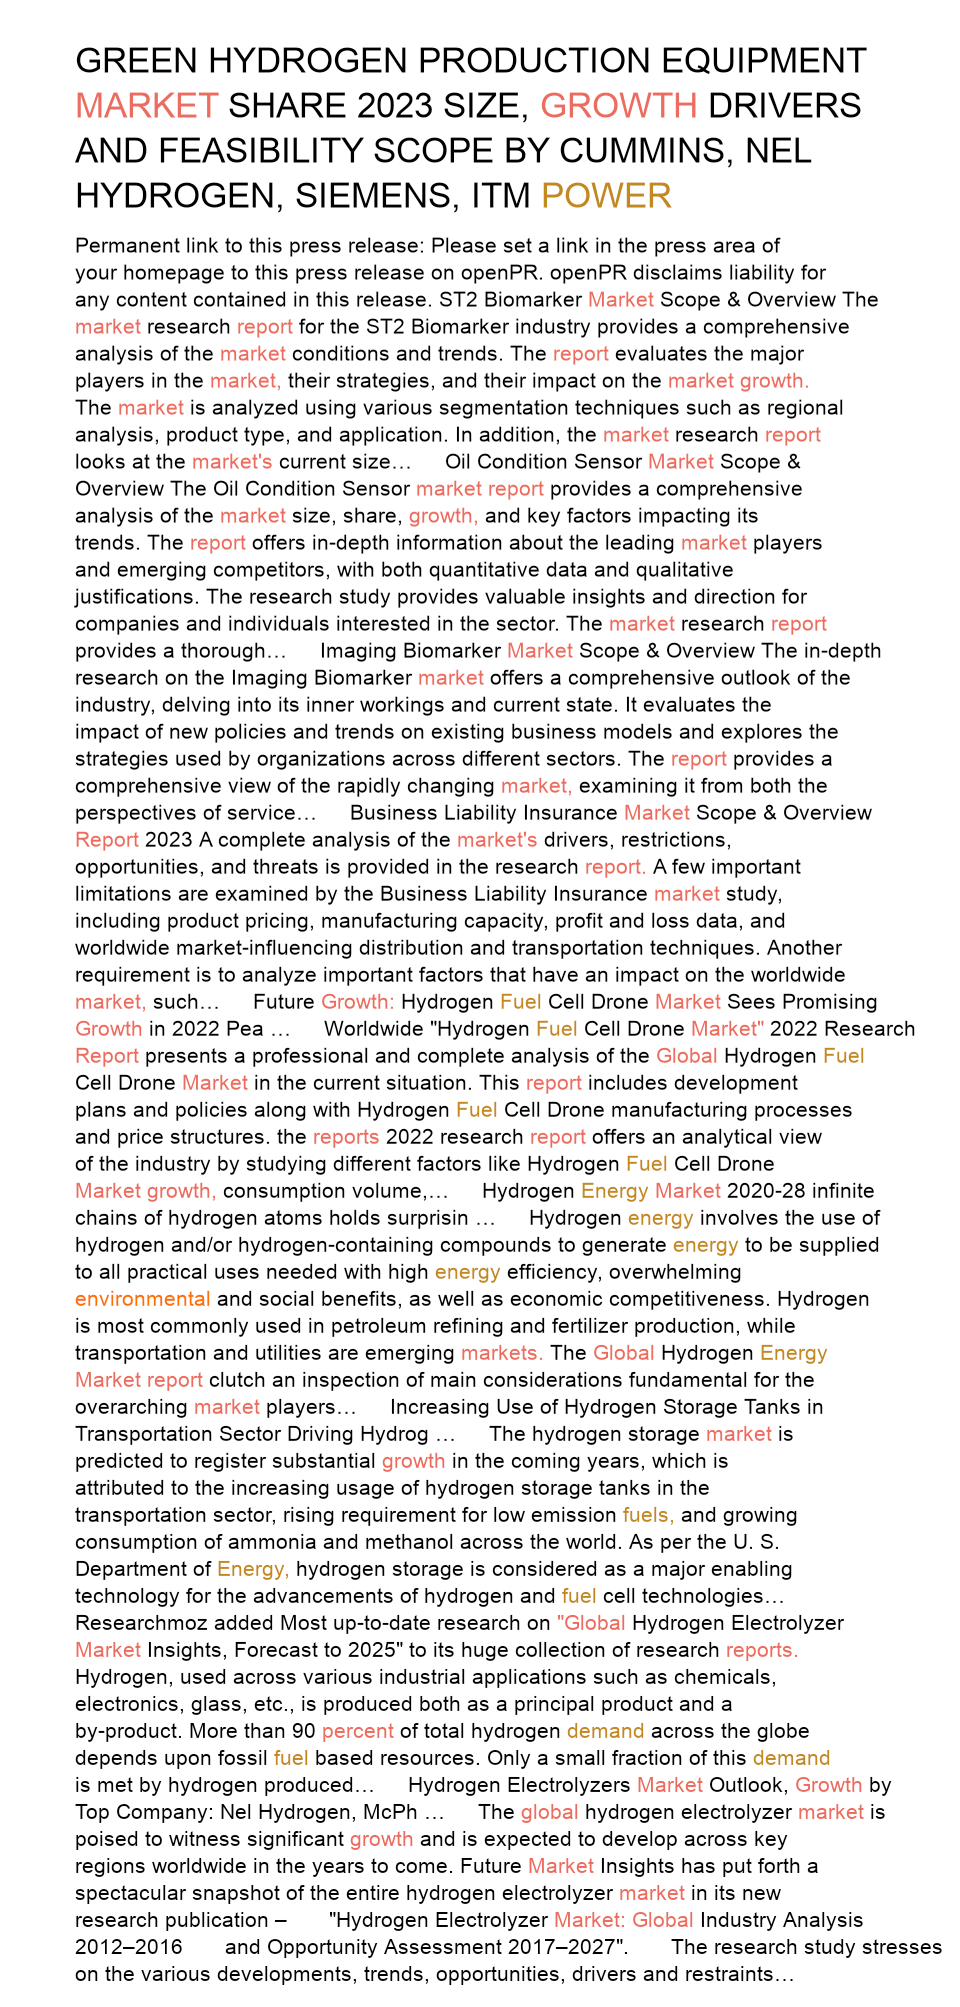 GREEN HYDROGEN PRODUCTION EQUIPMENT
MARKET SHARE 2023 SIZE, GROWTH DRIVERS
AND FEASIBILITY SCOPE BY CUMMINS, NEL
HYDROGEN, SIEMENS, ITM POWER
Permanent link to this press release: Please set a link in the press area of
your homepage to this press release on openPR. openPR disclaims liability for
any content contained in this release. ST2 Biomarker Market Scope & Overview The
market research report for the ST2 Biomarker industry provides a comprehensive
analysis of the market conditions and trends. The report evaluates the major
players in the market, their strategies, and their impact on the market growth.
The market is analyzed using various segmentation techniques such as regional
analysis, product type, and application. In addition, the market research report
looks at the market's current size… Oil Condition Sensor Market Scope &
Overview The Oil Condition Sensor market report provides a comprehensive
analysis of the market size, share, growth, and key factors impacting its
trends. The report offers in-depth information about the leading market players
and emerging competitors, with both quantitative data and qualitative
justifications. The research study provides valuable insights and direction for
companies and individuals interested in the sector. The market research report
provides a thorough… Imaging Biomarker Market Scope & Overview The in-depth
research on the Imaging Biomarker market offers a comprehensive outlook of the
industry, delving into its inner workings and current state. It evaluates the
impact of new policies and trends on existing business models and explores the
strategies used by organizations across different sectors. The report provides a
comprehensive view of the rapidly changing market, examining it from both the
perspectives of service… Business Liability Insurance Market Scope & Overview
Report 2023 A complete analysis of the market's drivers, restrictions,
opportunities, and threats is provided in the research report. A few important
limitations are examined by the Business Liability Insurance market study,
including product pricing, manufacturing capacity, profit and loss data, and
worldwide market-influencing distribution and transportation techniques. Another
requirement is to analyze important factors that have an impact on the worldwide
market, such… Future Growth: Hydrogen Fuel Cell Drone Market Sees Promising
Growth in 2022 Pea … Worldwide "Hydrogen Fuel Cell Drone Market" 2022 Research
Report presents a professional and complete analysis of the Global Hydrogen Fuel
Cell Drone Market in the current situation. This report includes development
plans and policies along with Hydrogen Fuel Cell Drone manufacturing processes
and price structures. the reports 2022 research report offers an analytical view
of the industry by studying different factors like Hydrogen Fuel Cell Drone
Market growth, consumption volume,… Hydrogen Energy Market 2020-28 infinite
chains of hydrogen atoms holds surprisin … Hydrogen energy involves the use of
hydrogen and/or hydrogen-containing compounds to generate energy to be supplied
to all practical uses needed with high energy efficiency, overwhelming
environmental and social benefits, as well as economic competitiveness. Hydrogen
is most commonly used in petroleum refining and fertilizer production, while
transportation and utilities are emerging markets. The Global Hydrogen Energy
Market report clutch an inspection of main considerations fundamental for the
overarching market players… Increasing Use of Hydrogen Storage Tanks in
Transportation Sector Driving Hydrog … The hydrogen storage market is
predicted to register substantial growth in the coming years, which is
attributed to the increasing usage of hydrogen storage tanks in the
transportation sector, rising requirement for low emission fuels, and growing
consumption of ammonia and methanol across the world. As per the U. S.
Department of Energy, hydrogen storage is considered as a major enabling
technology for the advancements of hydrogen and fuel cell technologies…
Researchmoz added Most up-to-date research on "Global Hydrogen Electrolyzer
Market Insights, Forecast to 2025" to its huge collection of research reports.
Hydrogen, used across various industrial applications such as chemicals,
electronics, glass, etc., is produced both as a principal product and a
by-product. More than 90 percent of total hydrogen demand across the globe
depends upon fossil fuel based resources. Only a small fraction of this demand
is met by hydrogen produced… Hydrogen Electrolyzers Market Outlook, Growth by
Top Company: Nel Hydrogen, McPh … The global hydrogen electrolyzer market is
poised to witness significant growth and is expected to develop across key
regions worldwide in the years to come. Future Market Insights has put forth a
spectacular snapshot of the entire hydrogen electrolyzer market in its new
research publication – "Hydrogen Electrolyzer Market: Global Industry Analysis
2012–2016 and Opportunity Assessment 2017–2027". The research study stresses
on the various developments, trends, opportunities, drivers and restraints…